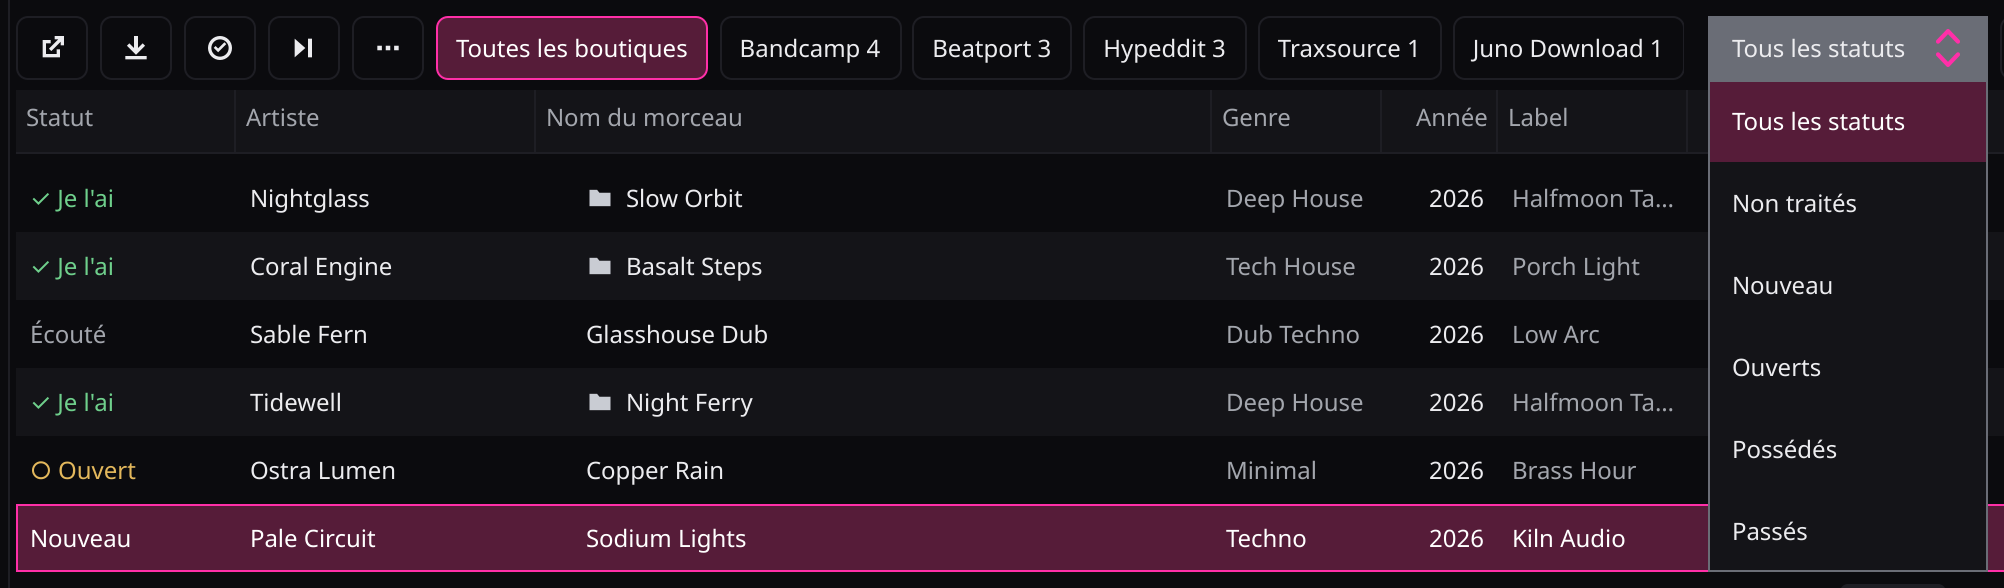 Toutes les boutiques Bandcamp 4 Beatport 3 Hypeddit 3 Traxsource 1 Juno Download 1 Tous les statuts
Statut Artiste Nom du morceau Genre Année Label
Je l'ai Nightglass Slow Orbit Deep House 2026 Halfmoon Ta...
Je l'ai Coral Engine Basalt Steps Tech House 2026 Porch Light
Écouté Sable Fern Glasshouse Dub Dub Techno 2026 Low Arc
Je l'ai Tidewell Night Ferry Deep House 2026 Halfmoon Ta...
Ouvert Ostra Lumen Copper Rain Minimal 2026 Brass Hour
Nouveau Pale Circuit Sodium Lights Techno 2026 Kiln Audio
Tous les statuts
Non traités
Nouveau
Ouverts
Possédés
Passés